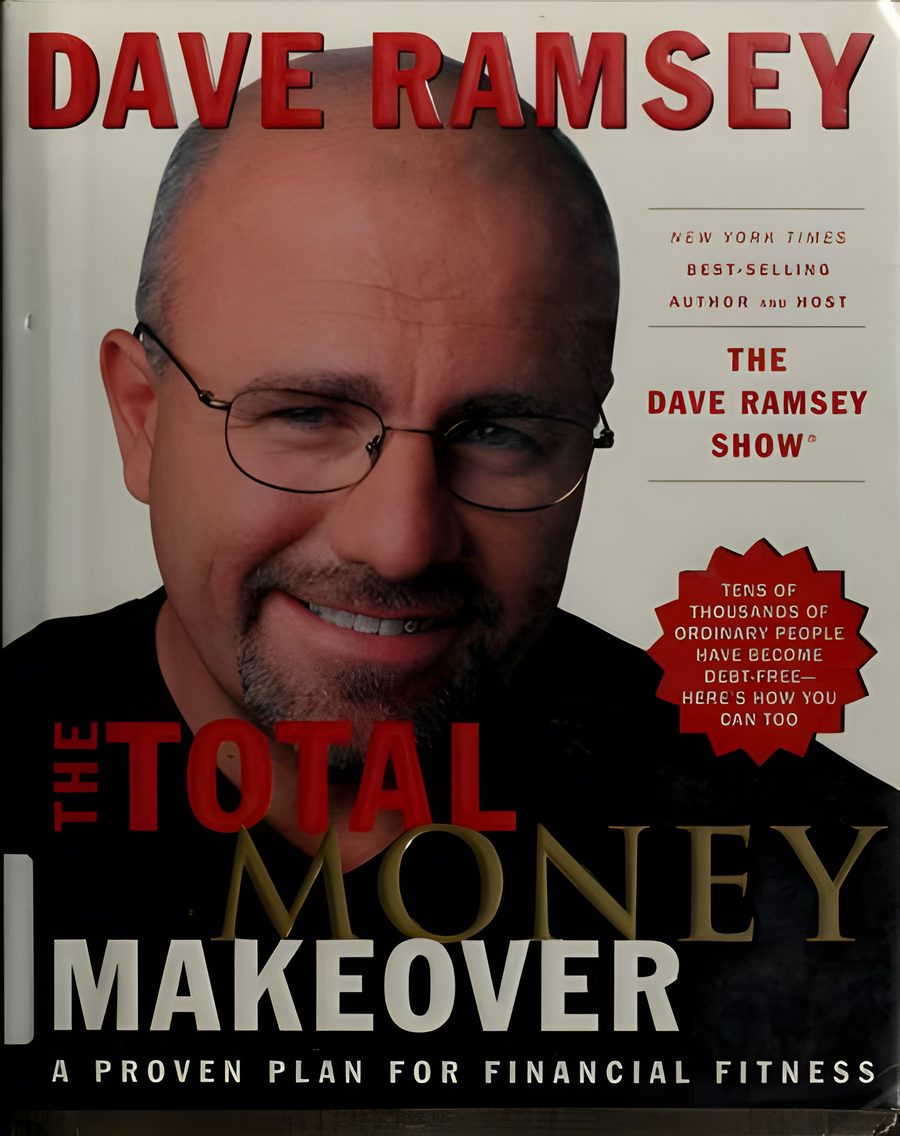 DAVE RAMSEY
NEW YORK TIMES
BEST-SELLING
AUTHOR AND HOST
THE
DAVE RAMSEY
SHOW®
TENS OF
THOUSANDS OF
ORDINARY PEOPLE
HAVE BECOME
DEBT-FREE—
HERE'S HOW YOU
CAN TOO
THE TOTAL
MONEY
MAKEOVER
A PROVEN PLAN FOR FINANCIAL FITNESS